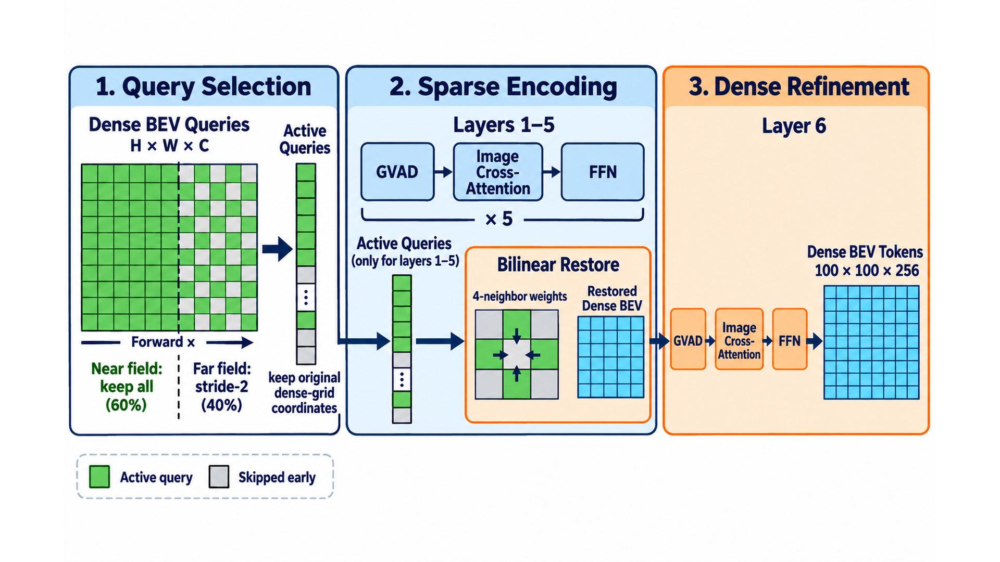 1. Query Selection
Dense BEV Queries
H × W × C
Active
Queries
Forward x
Near field:
keep all
(60%)
Far field:
stride-2
(40%)
keep original
dense-grid
coordinates
2. Sparse Encoding
Layers 1–5
GVAD
Image
Cross-
Attention
FFN
× 5
Active Queries
(only for layers 1–5)
Bilinear Restore
4-neighbor weights
Restored
Dense BEV
3. Dense Refinement
Layer 6
GVAD
Image
Cross-
Attention
FFN
Dense BEV Tokens
100 × 100 × 256
Active query
Skipped early